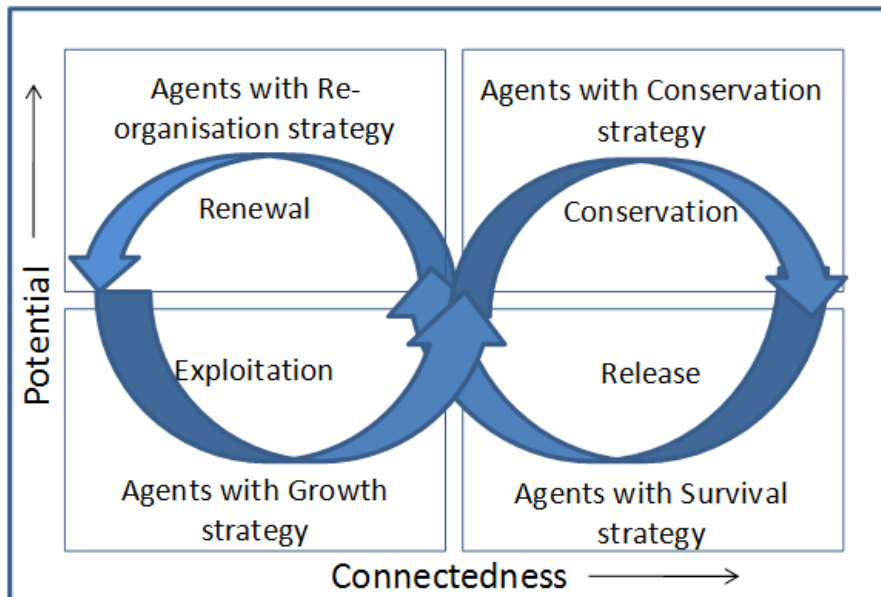 Agents with Re-
organisation strategy
Renewal
Agents with Conservation
strategy
Conservation
Potential
Exploitation
Agents with Growth
strategy
Release
Agents with Survival
strategy
Connectedness